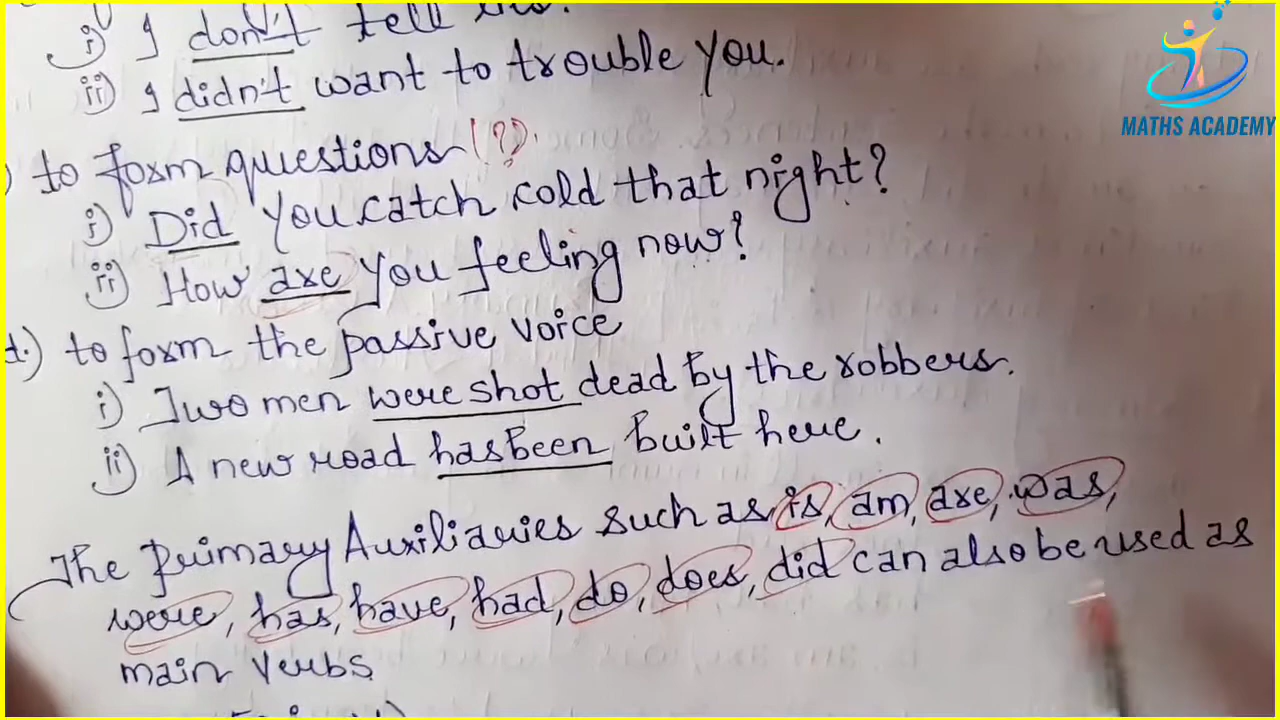 i) I don't tell
ii) I didn't want to trouble you.
) to form questions (?).
i) Did you catch cold that night?
ii) How are you feeling now?
d.) to form the passive voice
i) Two men were shot dead by the robbers.
ii) A new road has been built here.
The Primary Auxiliaries such as is, am, are, was,
were, has, have, had, do, does, did can also be used as
main verbs
MATHS ACADEMY